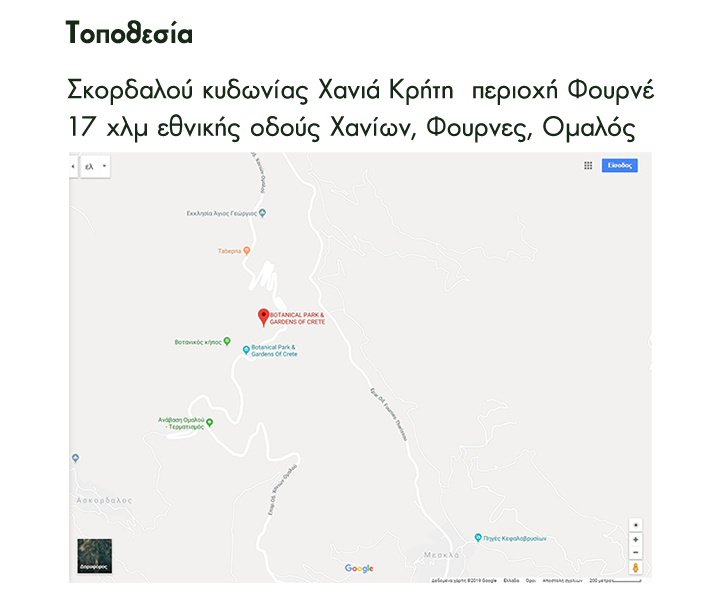 Τοποθεσία
Σκορδαλού κυδωνίας Χανιά Κρήτη περιοχή Φουρνέ
17 χλμ εθνικής οδούς Χανίων, Φουρνες, Ομαλός
ελ
Είσοδος
Εκκλησία Άγιος Γεώργιος
Taberna
BOTANICAL PARK &
GARDENS OF CRETE
Βοτανικός κήπος
Botanical Park &
Gardens Of Crete
Ανάβαση Ομαλού
- Τερματισμός
Ασκορδαλος
Μεσκλά
Πηγές Κεφαλοβρυσίων
Δορυφόρος
Google
Δεδομένα χάρτη ©2019 Google Ελλάδα Όροι Αποστολή σχολίων 200 μέτρα